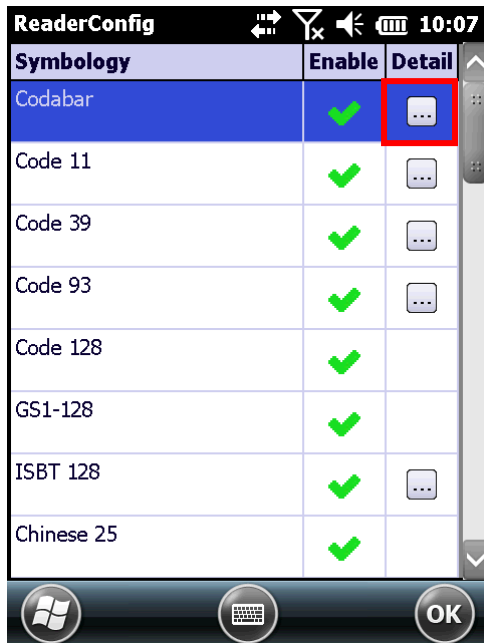 ReaderConfig 10:07
Symbology Enable Detail
Codabar ...
Code 11 ...
Code 39 ...
Code 93 ...
Code 128
GS1-128
ISBT 128 ...
Chinese 25
OK